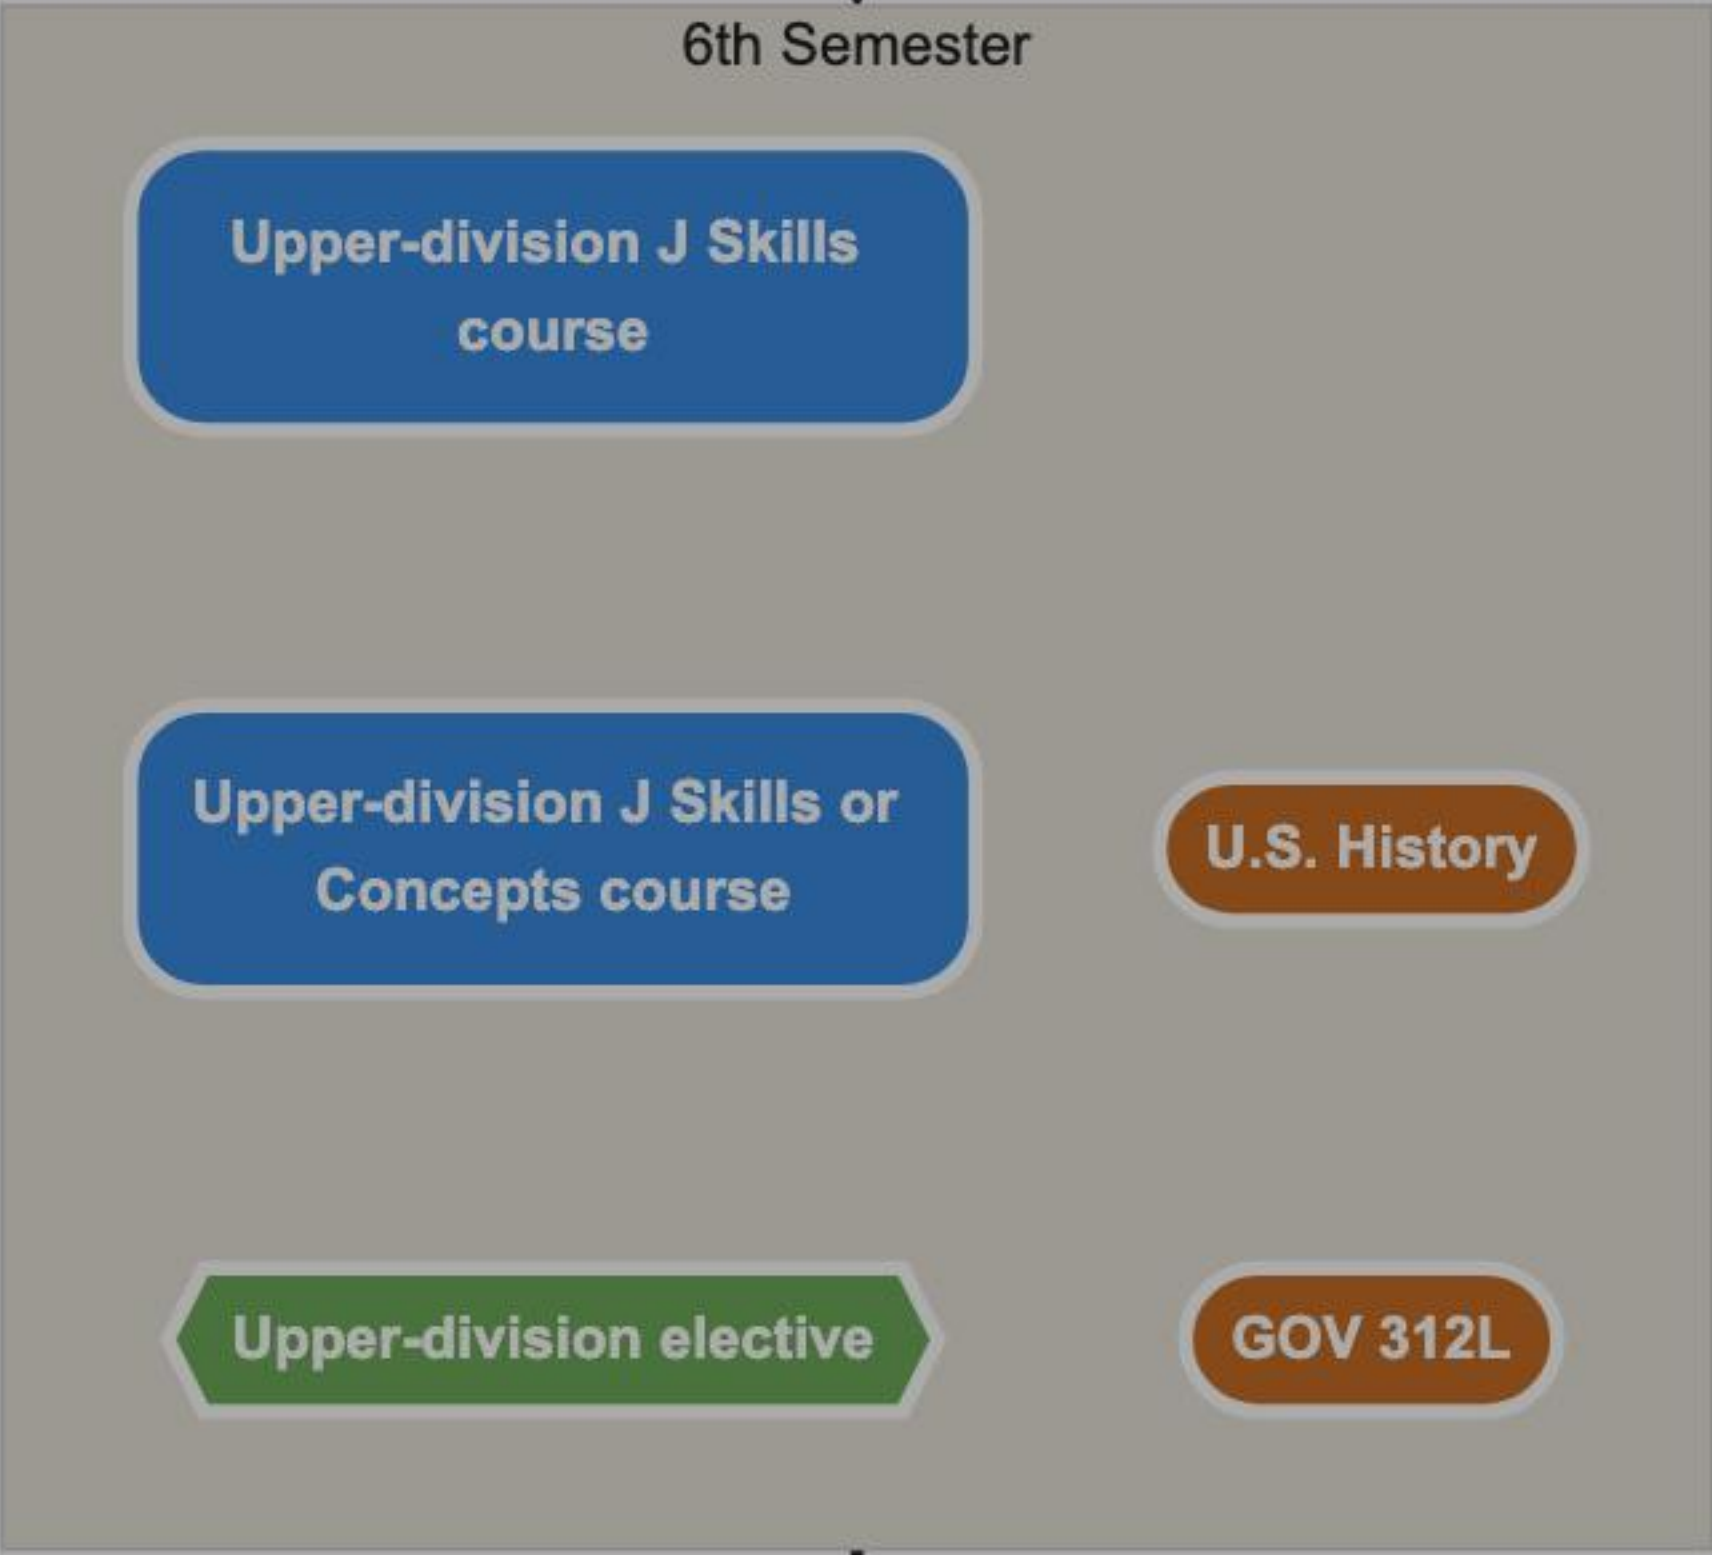 6th Semester
Upper-division J Skills
course
Upper-division J Skills or
Concepts course
U.S. History
Upper-division elective
GOV 312L